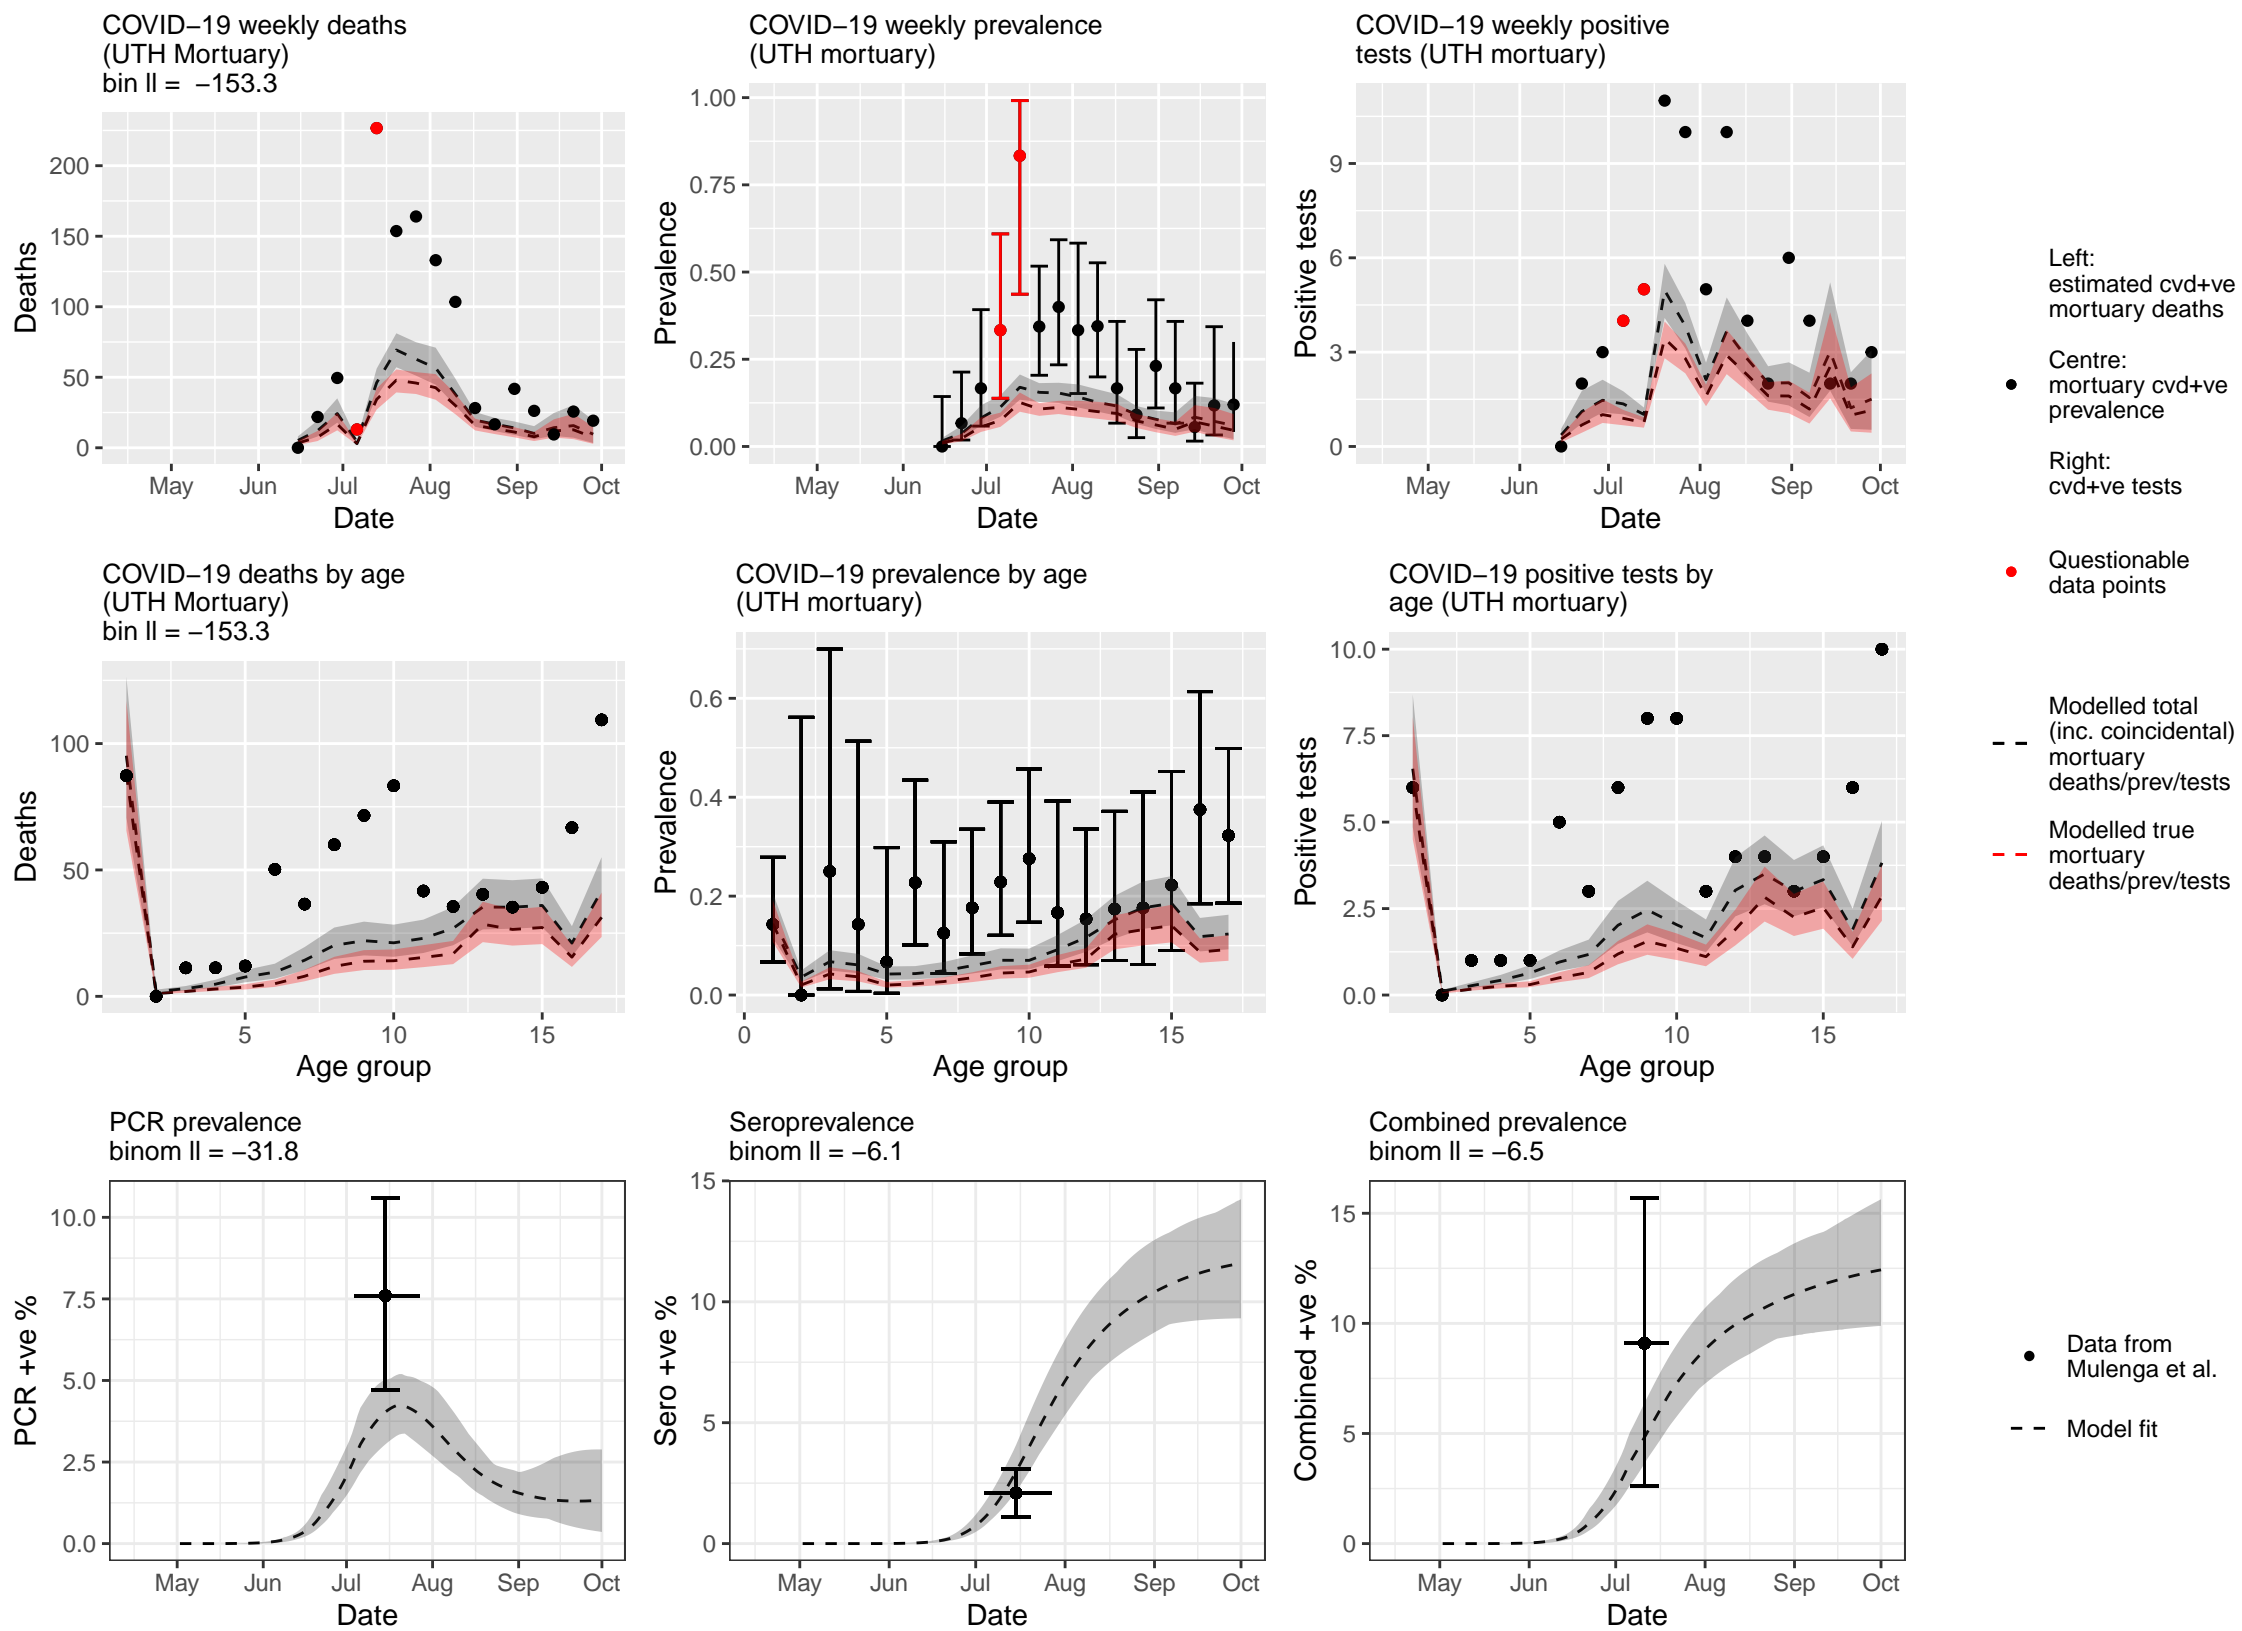 COVID−19 weekly deaths
(UTH Mortuary)
bin ll =  −153.3
200
150
100
50
0
Deaths
May Jun Jul Aug Sep Oct
Date
COVID−19 weekly prevalence
(UTH mortuary)
1.00
0.75
0.50
0.25
0.00
Prevalence
May Jun Jul Aug Sep Oct
Date
COVID−19 weekly positive
tests (UTH mortuary)
9
6
3
0
Positive tests
May Jun Jul Aug Sep Oct
Date
COVID−19 deaths by age
(UTH Mortuary)
bin ll = −153.3
100
50
0
Deaths
5 10 15
Age group
COVID−19 prevalence by age
(UTH mortuary)
0.6
0.4
0.2
0.0
Prevalence
0 5 10 15
Age group
COVID−19 positive tests by
age (UTH mortuary)
10.0
7.5
5.0
2.5
0.0
Positive tests
5 10 15
Age group
PCR prevalence
binom ll = −31.8
10.0
7.5
5.0
2.5
0.0
PCR +ve %
May Jun Jul Aug Sep Oct
Date
Seroprevalence
binom ll = −6.1
15
10
5
0
Sero +ve %
May Jun Jul Aug Sep Oct
Date
Combined prevalence
binom ll = −6.5
15
10
5
0
Combined +ve %
May Jun Jul Aug Sep Oct
Date
Left:
estimated cvd+ve
mortuary deaths
Centre:
mortuary cvd+ve
prevalence
Right:
cvd+ve tests
Questionable
data points
Modelled total
(inc. coincidental)
mortuary
deaths/prev/tests
Modelled true
mortuary
deaths/prev/tests
Data from
Mulenga et al.
Model fit